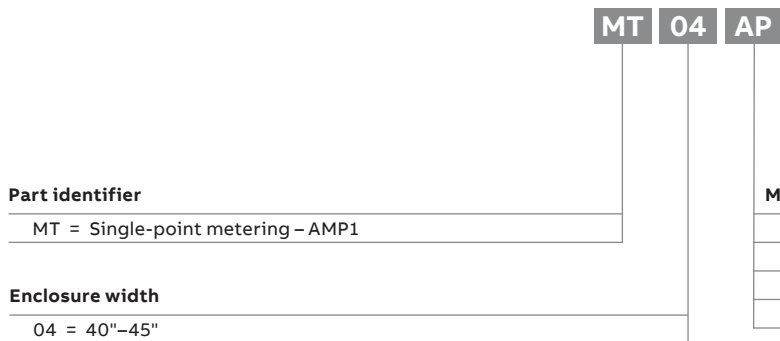 MT 04 AP
Part identifier
M
MT = Single-point metering – AMP1
Enclosure width
04 = 40"–45"